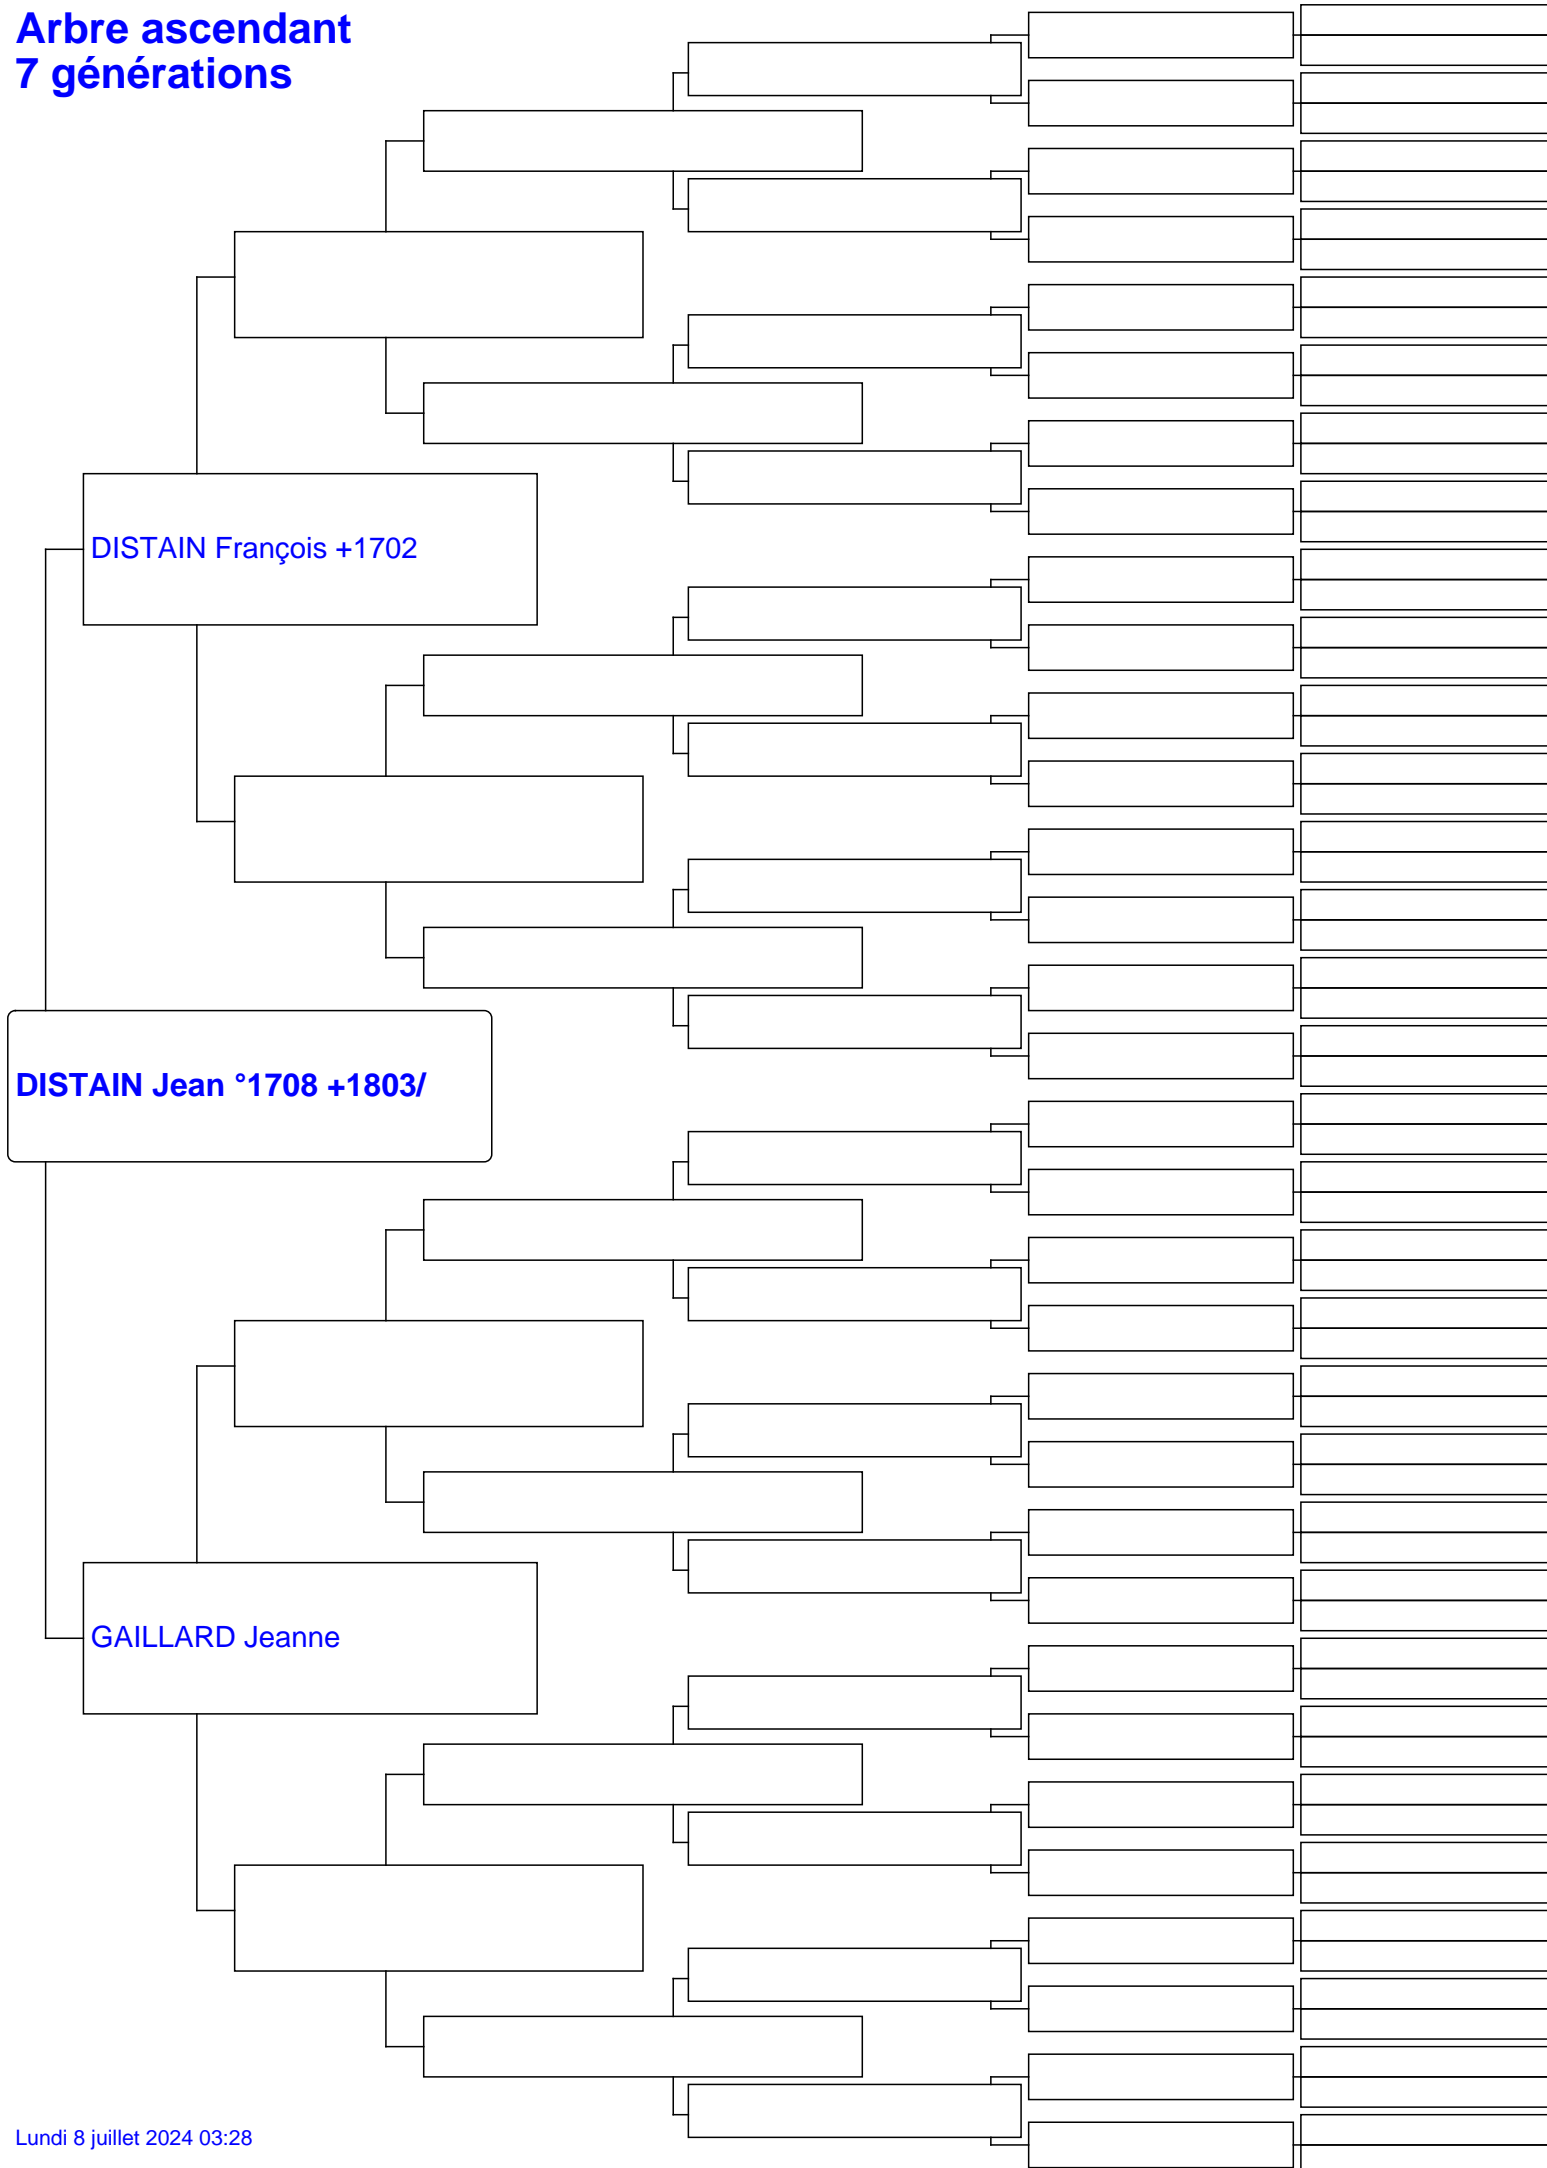 Arbre ascendant
7 générations
DISTAIN François +1702
DISTAIN Jean °1708 +1803/
GAILLARD Jeanne
Lundi 8 juillet 2024 03:28